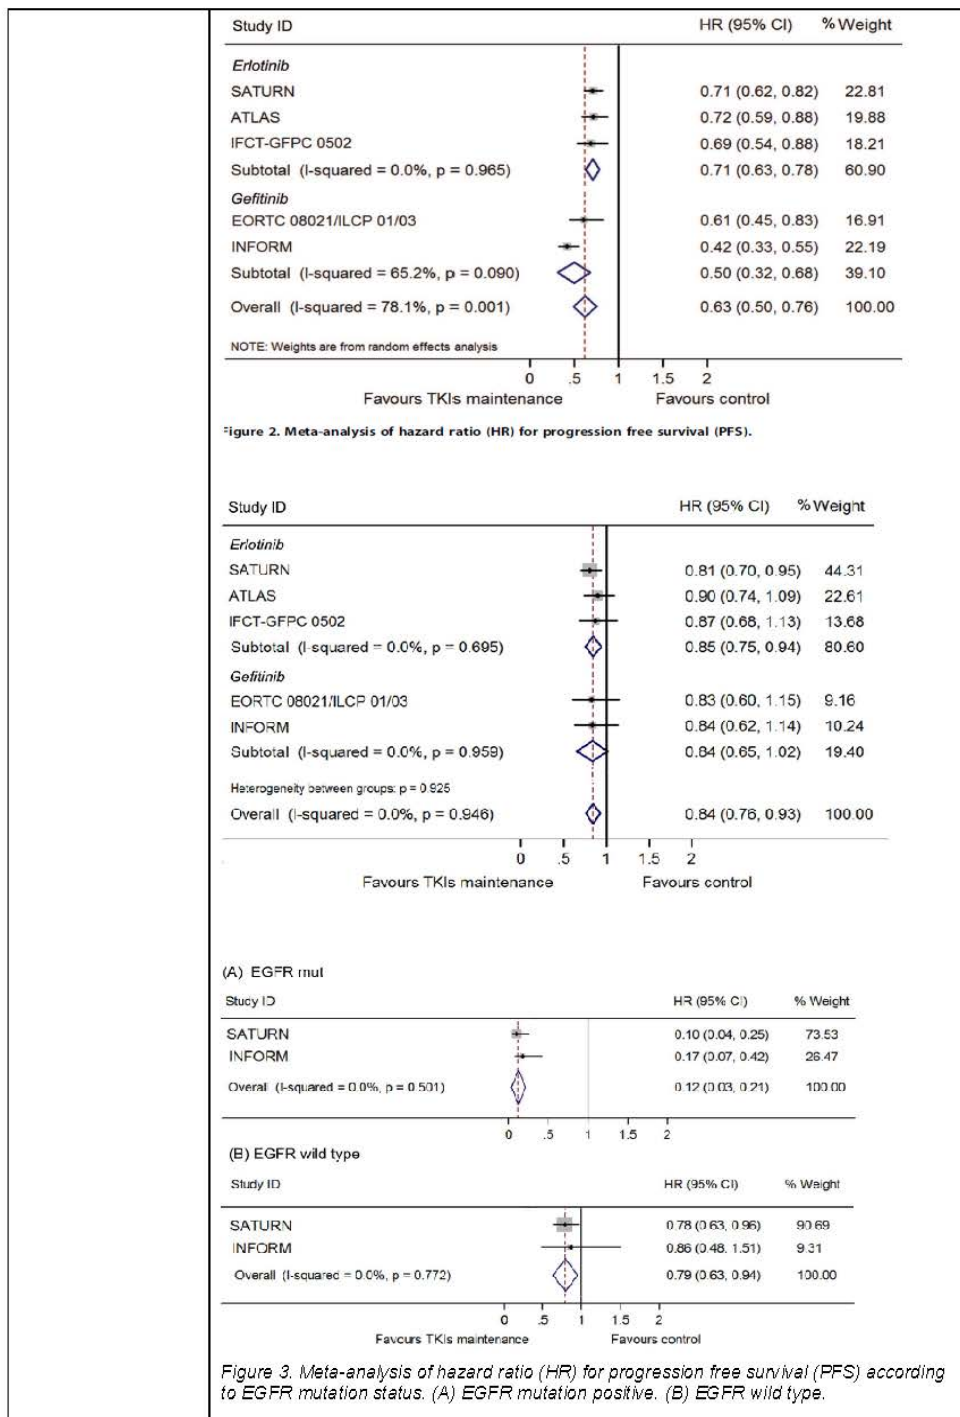 Study ID HR (95% CI) % Weight
Erlotinib
SATURN 0.71 (0.62, 0.82) 22.81
ATLAS 0.72 (0.59, 0.88) 19.88
IFCT-GFPC 0502 0.69 (0.54, 0.88) 18.21
Subtotal (I-squared = 0.0%, p = 0.965) 0.71 (0.63, 0.78) 60.90
Gefitinib
EORTC 08021/ILCP 01/03 0.61 (0.45, 0.83) 16.91
INFORM 0.42 (0.33, 0.55) 22.19
Subtotal (I-squared = 65.2%, p = 0.090) 0.50 (0.32, 0.68) 39.10
Overall (I-squared = 78.1%, p = 0.001) 0.63 (0.50, 0.76) 100.00
NOTE: Weights are from random effects analysis
0 .5 1 1.5 2
Favours TKIs maintenance Favours control
Figure 2. Meta-analysis of hazard ratio (HR) for progression free survival (PFS).
Study ID HR (95% CI) % Weight
Erlotinib
SATURN 0.81 (0.70, 0.95) 44.31
ATLAS 0.90 (0.74, 1.09) 22.61
IFCT-GFPC 0502 0.87 (0.68, 1.13) 13.68
Subtotal (I-squared = 0.0%, p = 0.695) 0.85 (0.75, 0.94) 80.60
Gefitinib
EORTC 08021/ILCP 01/03 0.83 (0.60, 1.15) 9.16
INFORM 0.84 (0.62, 1.14) 10.24
Subtotal (I-squared = 0.0%, p = 0.959) 0.84 (0.65, 1.02) 19.40
Heterogeneity between groups: p = 0.925
Overall (I-squared = 0.0%, p = 0.946) 0.84 (0.76, 0.93) 100.00
0 .5 1 1.5 2
Favours TKIs maintenance Favours control
(A) EGFR mut
Study ID HR (95% CI) % Weight
SATURN 0.10 (0.04, 0.25) 73.53
INFORM 0.17 (0.07, 0.42) 26.47
Overall (I-squared = 0.0%, p = 0.501) 0.12 (0.03, 0.21) 100.00
0 .5 1 1.5 2
(B) EGFR wild type
Study ID HR (95% CI) % Weight
SATURN 0.78 (0.63, 0.96) 90.69
INFORM 0.86 (0.48, 1.51) 9.31
Overall (I-squared = 0.0%, p = 0.772) 0.79 (0.63, 0.94) 100.00
0 .5 1 1.5 2
Favours TKIs maintenance Favours control
Figure 3. Meta-analysis of hazard ratio (HR) for progression free survival (PFS) according
to EGFR mutation status. (A) EGFR mutation positive. (B) EGFR wild type.